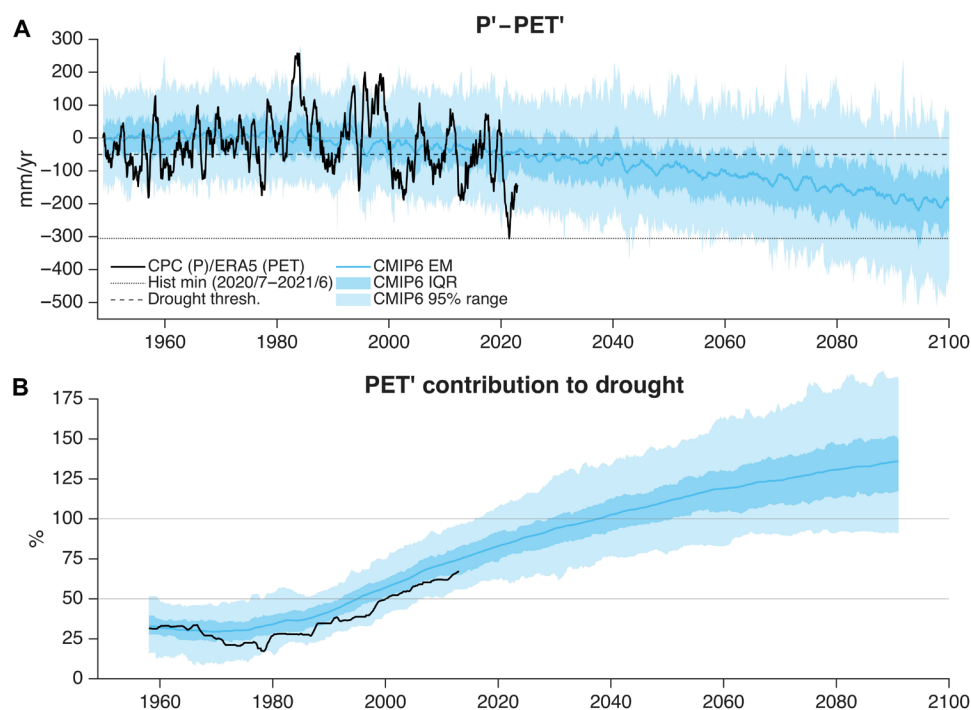 A
P' – PET'
mm/yr
300
200
100
0
−100
−200
−300
−400
−500
CPC (P)/ERA5 (PET)
Hist min (2020/7–2021/6)
Drought thresh.
CMIP6 EM
CMIP6 IQR
CMIP6 95% range
1960 1980 2000 2020 2040 2060 2080 2100
B
PET' contribution to drought
%
175
150
125
100
75
50
25
0
1960 1980 2000 2020 2040 2060 2080 2100